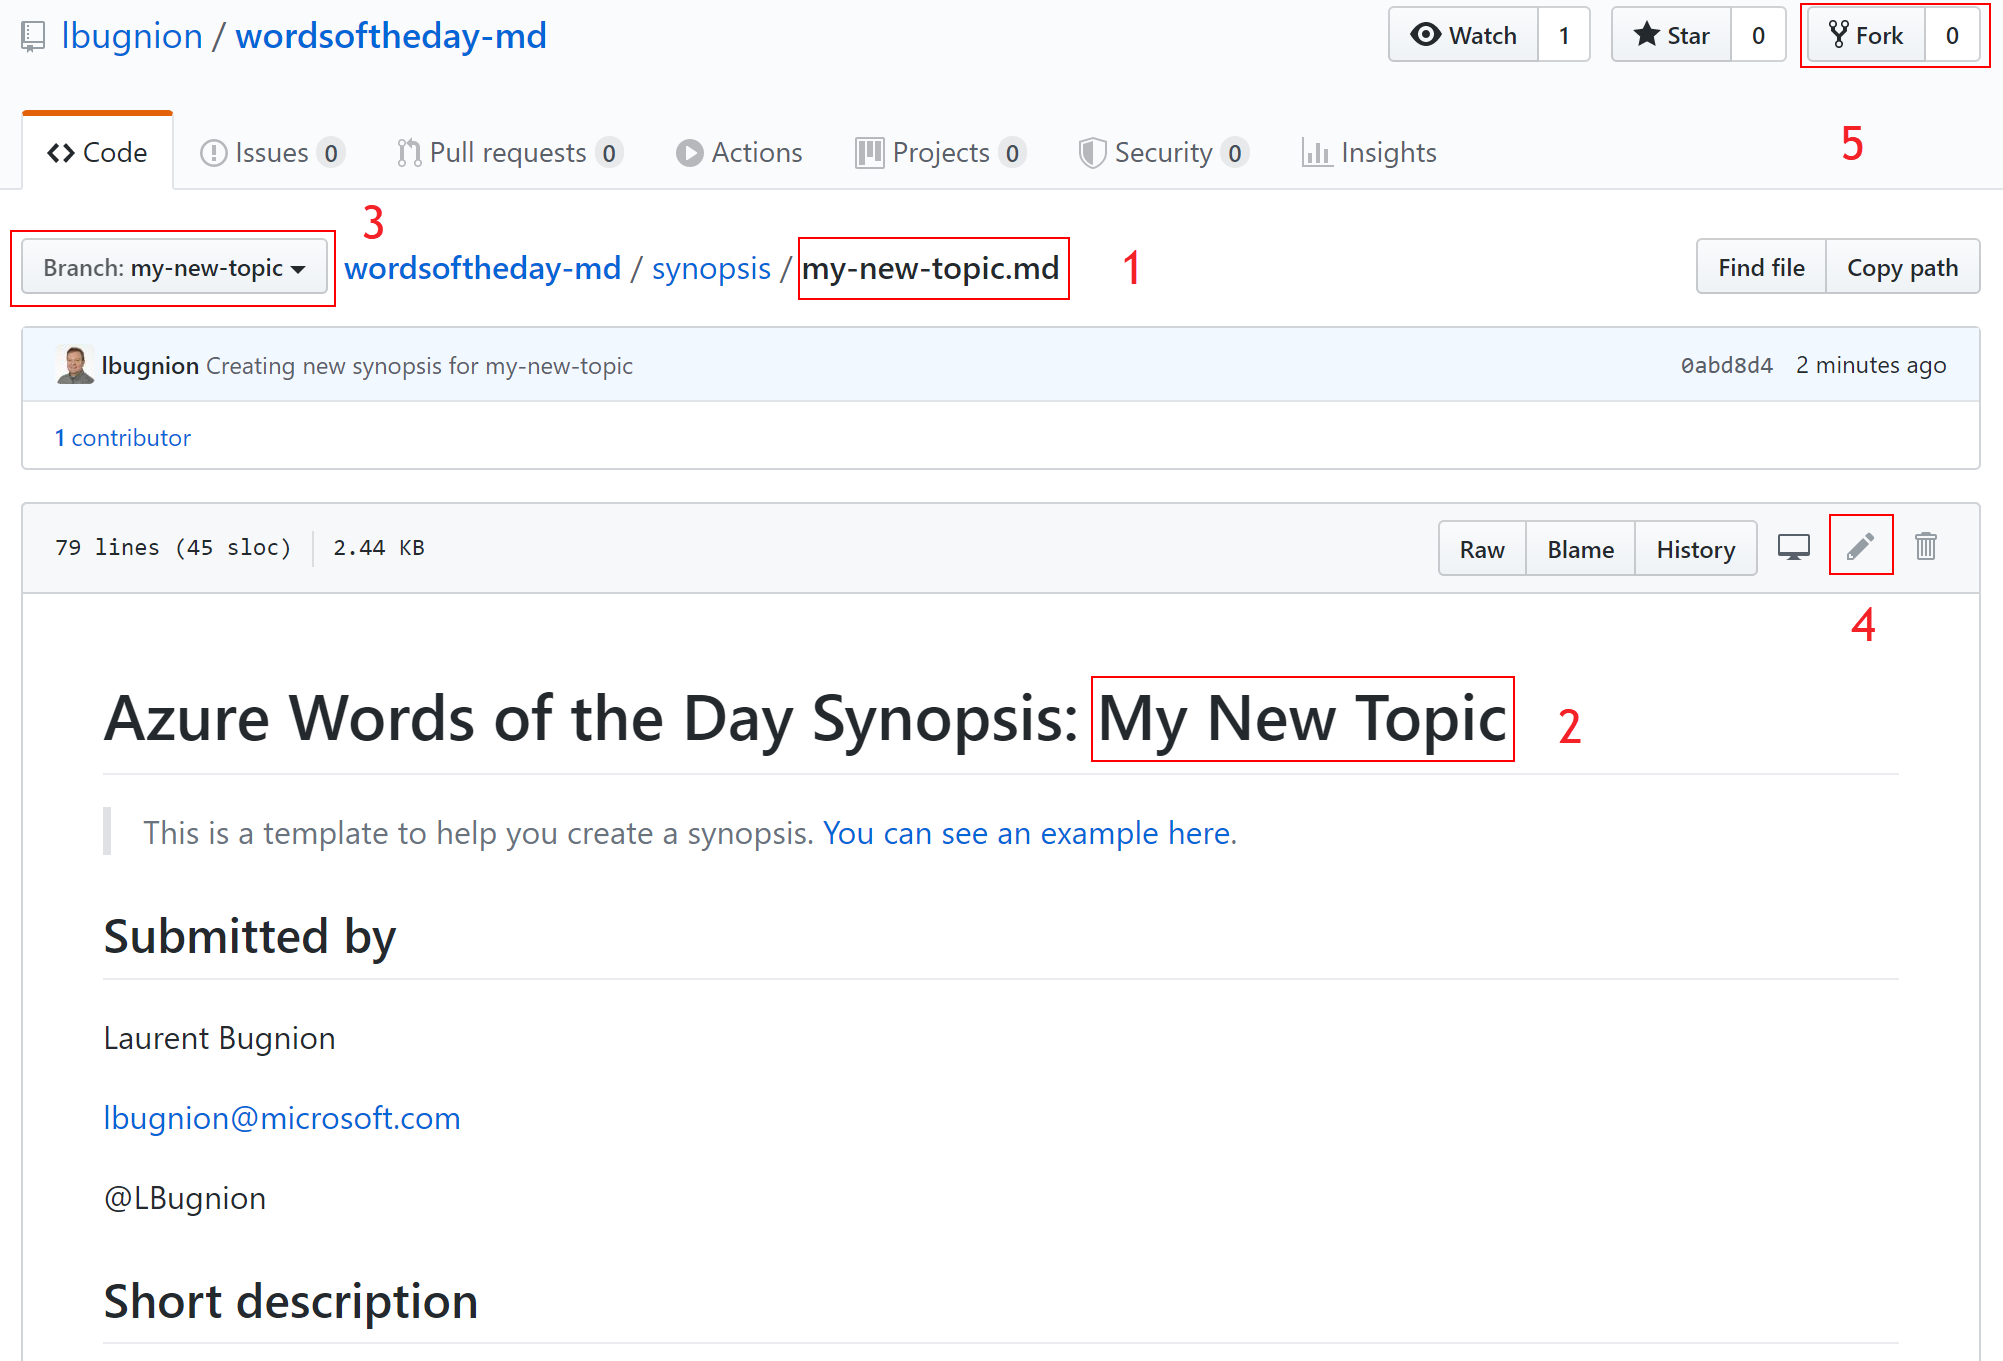 lbugnion / wordsoftheday-md
Watch 1 Star 0 Fork 0
Code Issues 0 Pull requests 0 Actions Projects 0 Security 0 Insights
5
3
Branch: my-new-topic wordsoftheday-md / synopsis / my-new-topic.md 1 Find file Copy path
lbugnion Creating new synopsis for my-new-topic 0abd8d4 2 minutes ago
1 contributor
79 lines (45 sloc) 2.44 KB Raw Blame History
4
Azure Words of the Day Synopsis: My New Topic 2
This is a template to help you create a synopsis. You can see an example here.
Submitted by
Laurent Bugnion
lbugnion@microsoft.com
@LBugnion
Short description